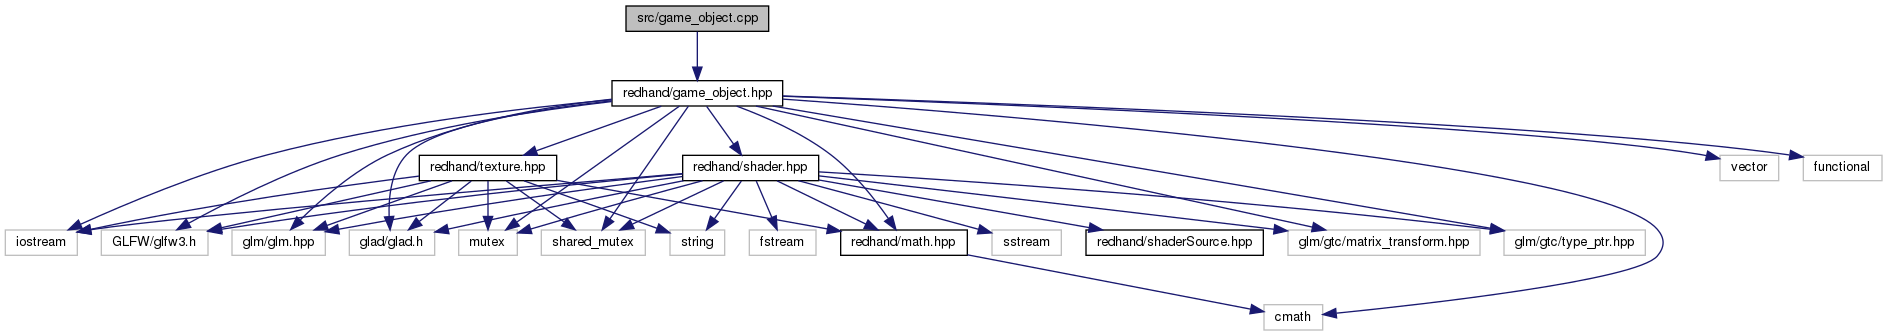 src/game_object.cpp
redhand/game_object.hpp
redhand/texture.hpp
redhand/shader.hpp
vector
functional
iostream
GLFW/glfw3.h
glm/glm.hpp
glad/glad.h
mutex
shared_mutex
string
fstream
redhand/math.hpp
sstream
redhand/shaderSource.hpp
glm/gtc/matrix_transform.hpp
glm/gtc/type_ptr.hpp
cmath